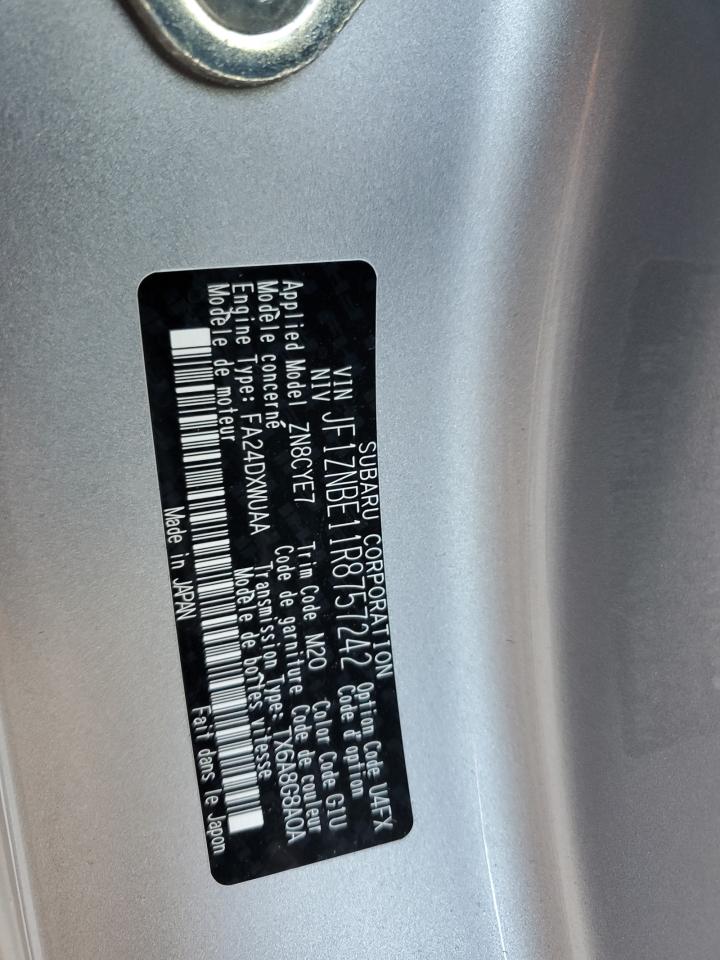 SUBARU CORPORATION
VIN
NIV JF1ZNBE11R8757242
Option Code U4FX
Code d'option
Applied Model ZN8CYE7
Modèle concerné
Trim Code M20
Code de garniture
Color Code G1U
Code de couleur
Engine Type: FA24DXWUAA
Modèle de moteur
Transmission Type: TX6A8G8AOA
Modèle de boîtes vitesse
Made in JAPAN
Fait dans le Japon